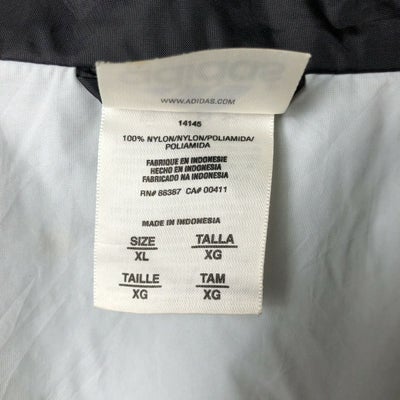 WWW.ADIDAS.COM
14145
100% NYLON/NYLON/POLIAMIDA/
POLIAMIDA
FABRIQUE EN INDONESIE
HECHO EN INDONESIA
FABRICADO NA INDONESIA
RN# 88387 CA# 00411
MADE IN INDONESIA
SIZE TALLA
XL XG
TAILLE TAM
XG XG